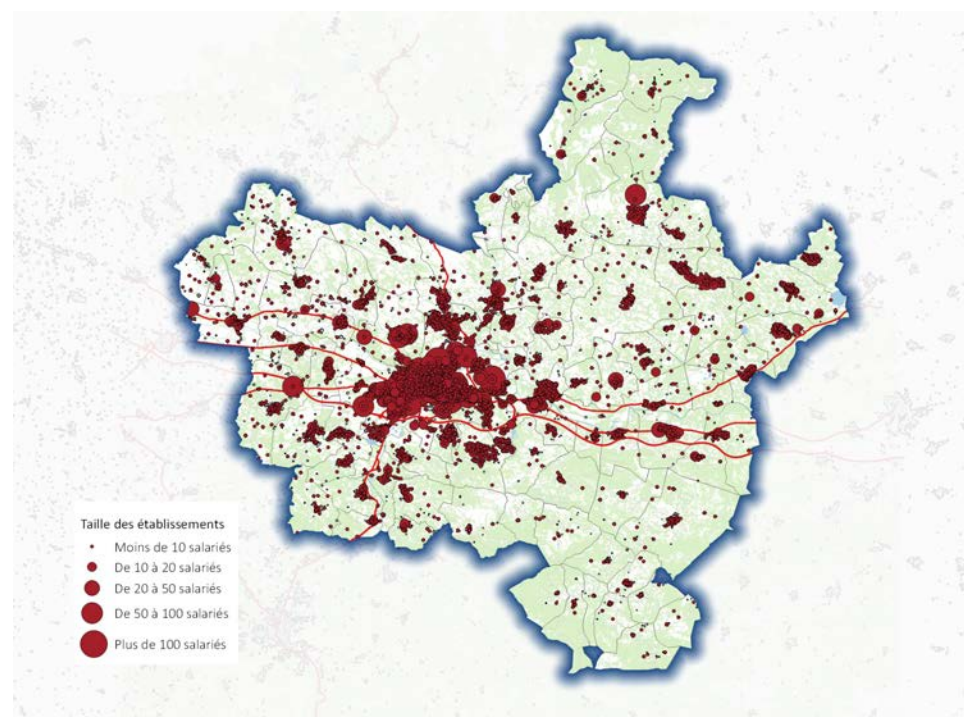 Taille des établissements
Moins de 10 salariés
De 10 à 20 salariés
De 20 à 50 salariés
De 50 à 100 salariés
Plus de 100 salariés